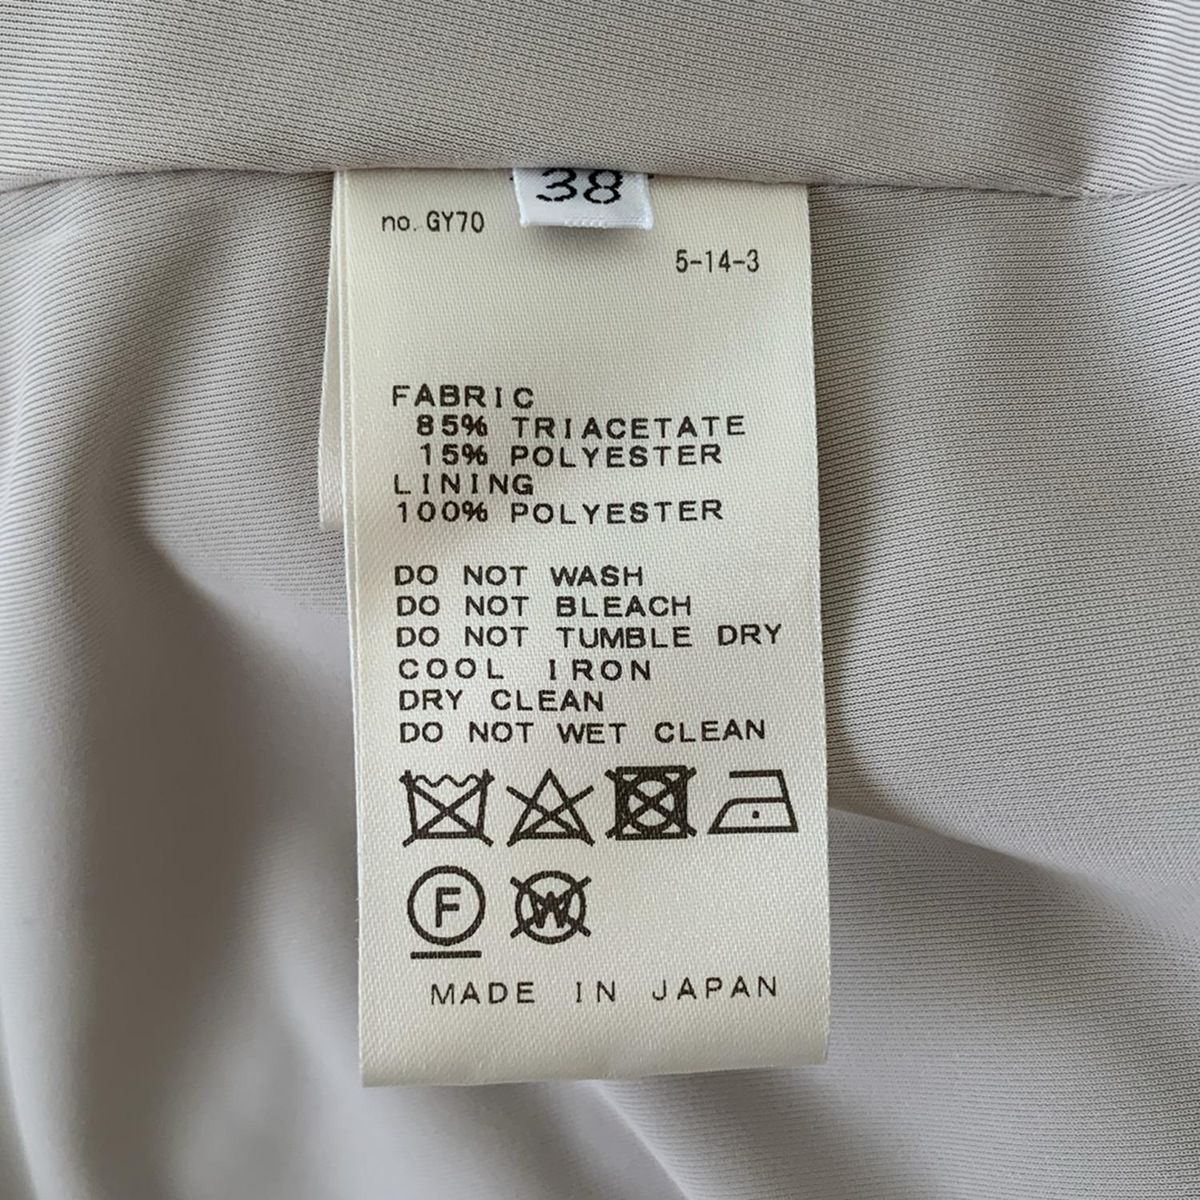 38
no. GY70
5-14-3
FABRIC
85% TRIACETATE
15% POLYESTER
LINING
100% POLYESTER
DO NOT WASH
DO NOT BLEACH
DO NOT TUMBLE DRY
COOL IRON
DRY CLEAN
DO NOT WET CLEAN
F W
MADE IN JAPAN